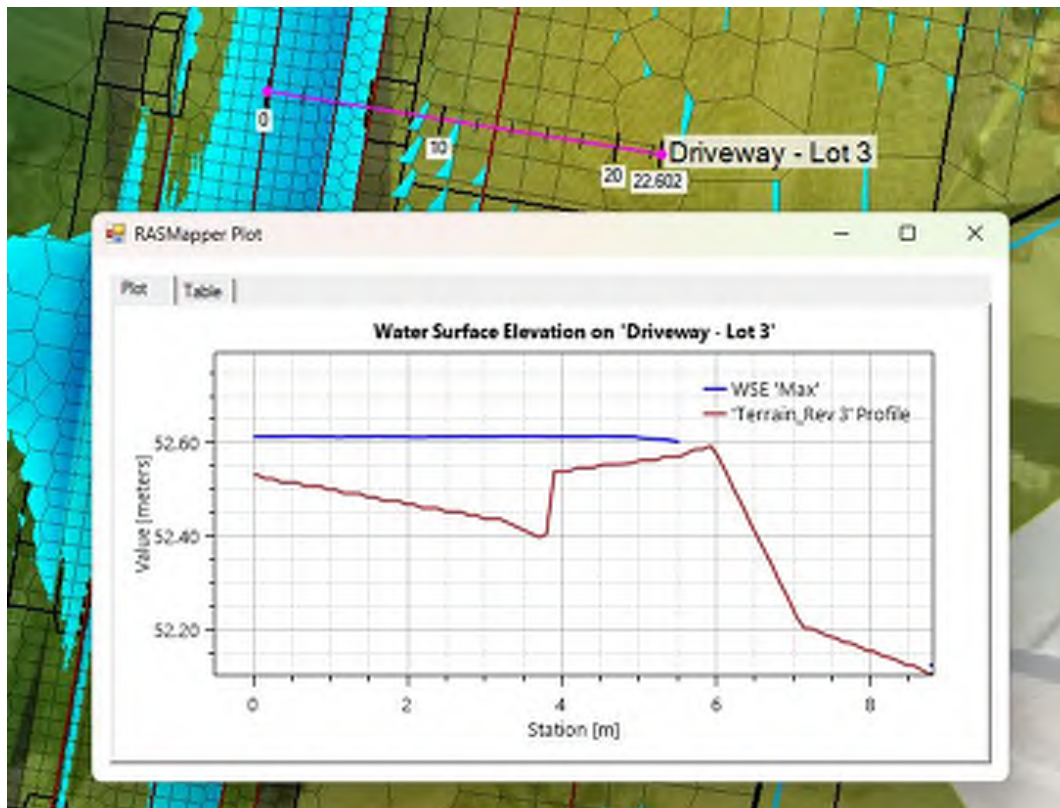 0
10
20
22.602
Driveway - Lot 3
RASMapper Plot
Plot
Table
Water Surface Elevation on 'Driveway - Lot 3'
WSE 'Max'
'Terrain_Rev 3' Profile
Value [meters]
52.60
52.40
52.20
0
2
4
6
8
Station [m]